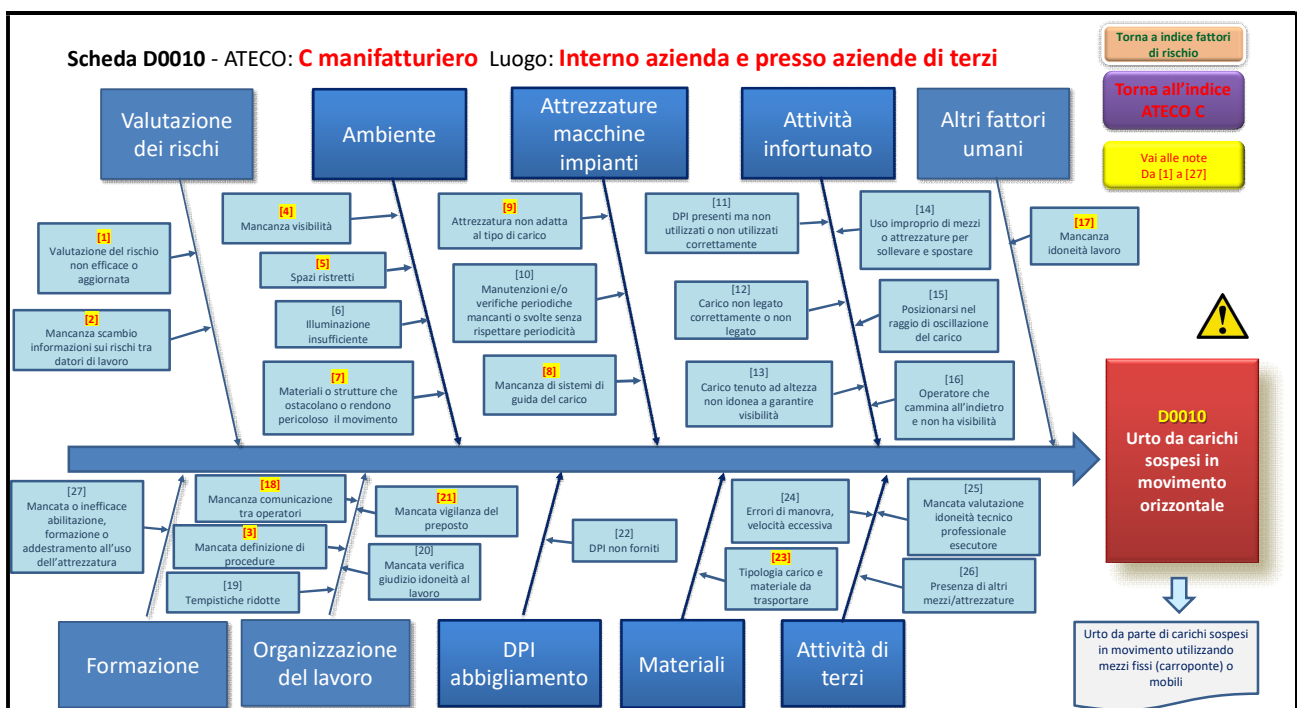 Scheda D0010 - ATECO: C manifatturiero Luogo: Interno azienda e presso aziende di terzi
Torna a indice fattori
di rischio
Torna all'indice
ATECO C
Vai alle note
Da [1] a [27]
Valutazione
dei rischi
Ambiente
Attrezzature
macchine
impianti
Attività
infortunato
Altri fattori
umani
[1]
Valutazione del rischio
non efficace o
aggiornata
[2]
Mancanza scambio
informazioni sui rischi tra
datori di lavoro
[4]
Mancanza visibilità
[5]
Spazi ristretti
[6]
Illuminazione
insufficiente
[7]
Materiali o strutture che
ostacolano o rendono
pericoloso il movimento
[9]
Attrezzatura non adatta
al tipo di carico
[10]
Manutenzioni e/o
verifiche periodiche
mancanti o svolte senza
rispettare periodicità
[8]
Mancanza di sistemi di
guida del carico
[11]
DPI presenti ma non
utilizzati o non utilizzati
correttamente
[12]
Carico non legato
correttamente o non
legato
[13]
Carico tenuto ad altezza
non idonea a garantire
visibilità
[14]
Uso improprio di mezzi
o attrezzature per
sollevare e spostare
[15]
Posizionarsi nel
raggio di oscillazione
del carico
[16]
Operatore che
cammina all'indietro
e non ha visibilità
[17]
Mancanza
idoneità lavoro
D0010
Urto da carichi
sospesi in
movimento
orizzontale
[27]
Mancata o inefficace
abilitazione,
formazione o
addestramento all'uso
dell'attrezzatura
[18]
Mancanza comunicazione
tra operatori
[3]
Mancata definizione di
procedure
[19]
Tempistiche ridotte
[21]
Mancata vigilanza del
preposto
[20]
Mancata verifica
giudizio idoneità al
lavoro
[22]
DPI non forniti
[24]
Errori di manovra,
velocità eccessiva
[23]
Tipologia carico e
materiale da
trasportare
[25]
Mancata valutazione
idoneità tecnico
professionale
esecutore
[26]
Presenza di altri
mezzi/attrezzature
Formazione
Organizzazione
del lavoro
DPI
abbigliamento
Materiali
Attività di
terzi
Urto da parte di carichi sospesi
in movimento utilizzando
mezzi fissi (carroponte) o
mobili